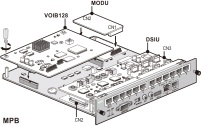 MODU
VOIB128
CN2
CN1
DSIU
CN3
CN2
MPB